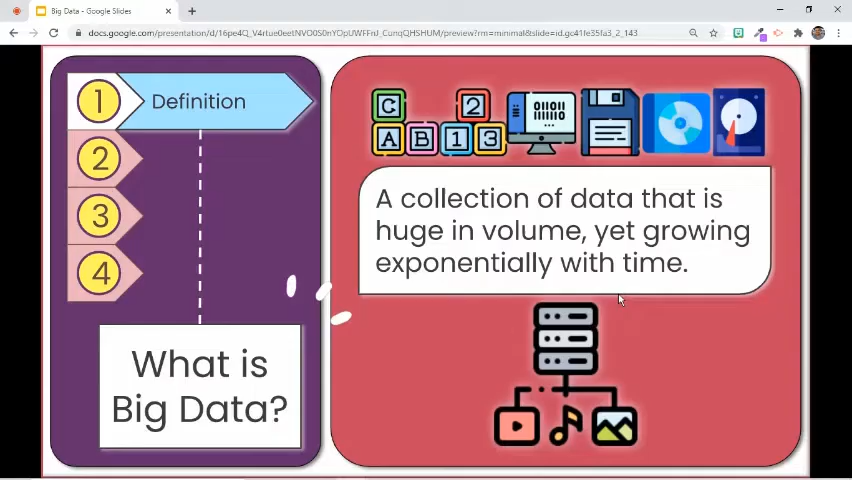 Big Data - Google Slides
docs.google.com/presentation/d/16pe4Q_V4rtue0eetNVO0S0nYOpUWFFnJ_CunqQHSHUM/preview?rm=minimal&slide=id.gc41fe35fa3_2_143
1 Definition
2
3
4
What is
Big Data?
C 2
A B 1 3
A collection of data that is
huge in volume, yet growing
exponentially with time.